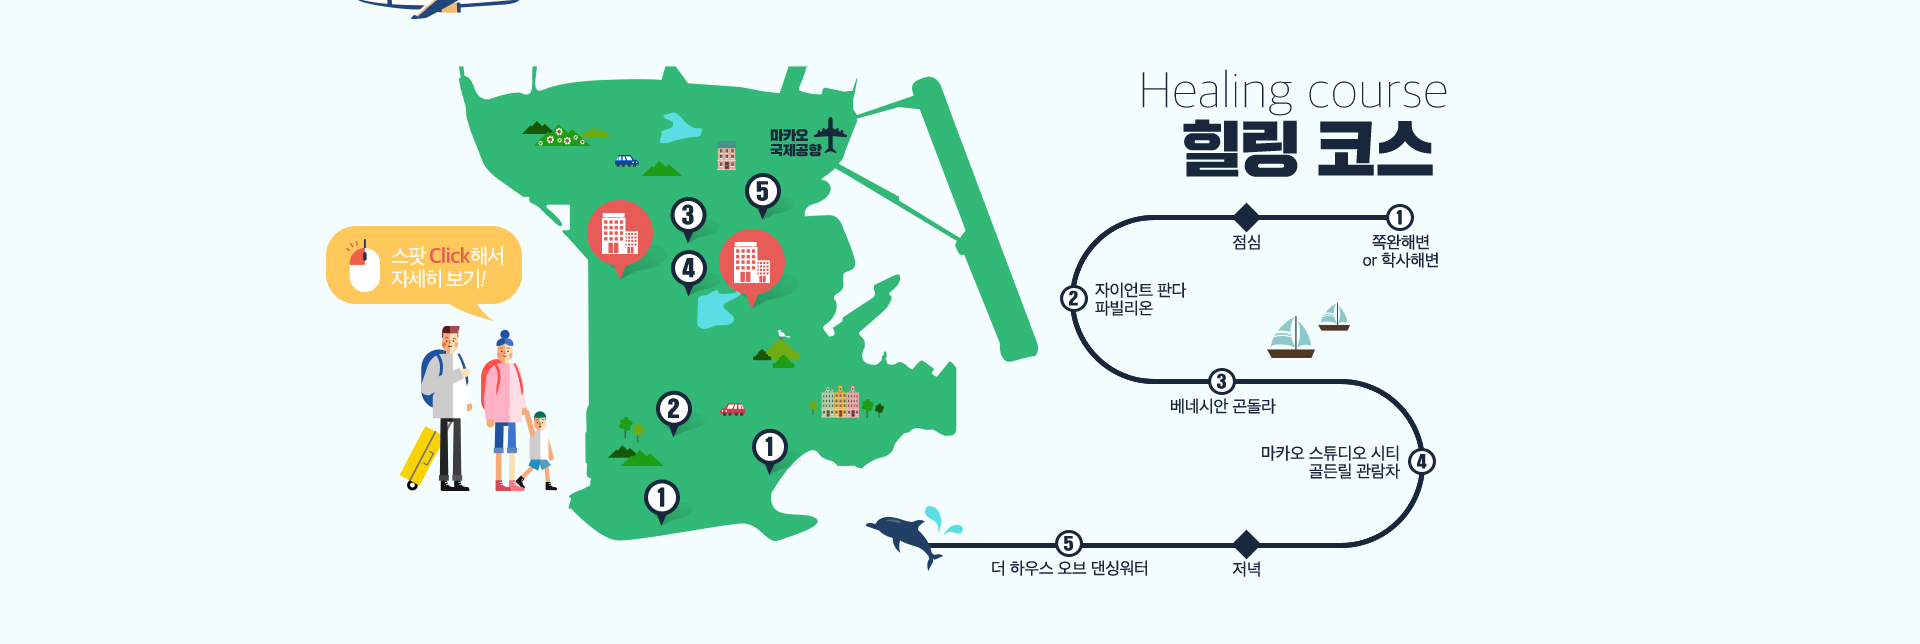 마카오
국제공항
5
3
4
2
1
1
스팟 Click해서
자세히 보기!
Healing course
힐링 코스
1
쪽완해변
or 학사해변
점심
2
자이언트 판다
파빌리온
3
베네시안 곤돌라
4
마카오 스튜디오 시티
골든릴 관람차
저녁
5
더 하우스 오브 댄싱워터